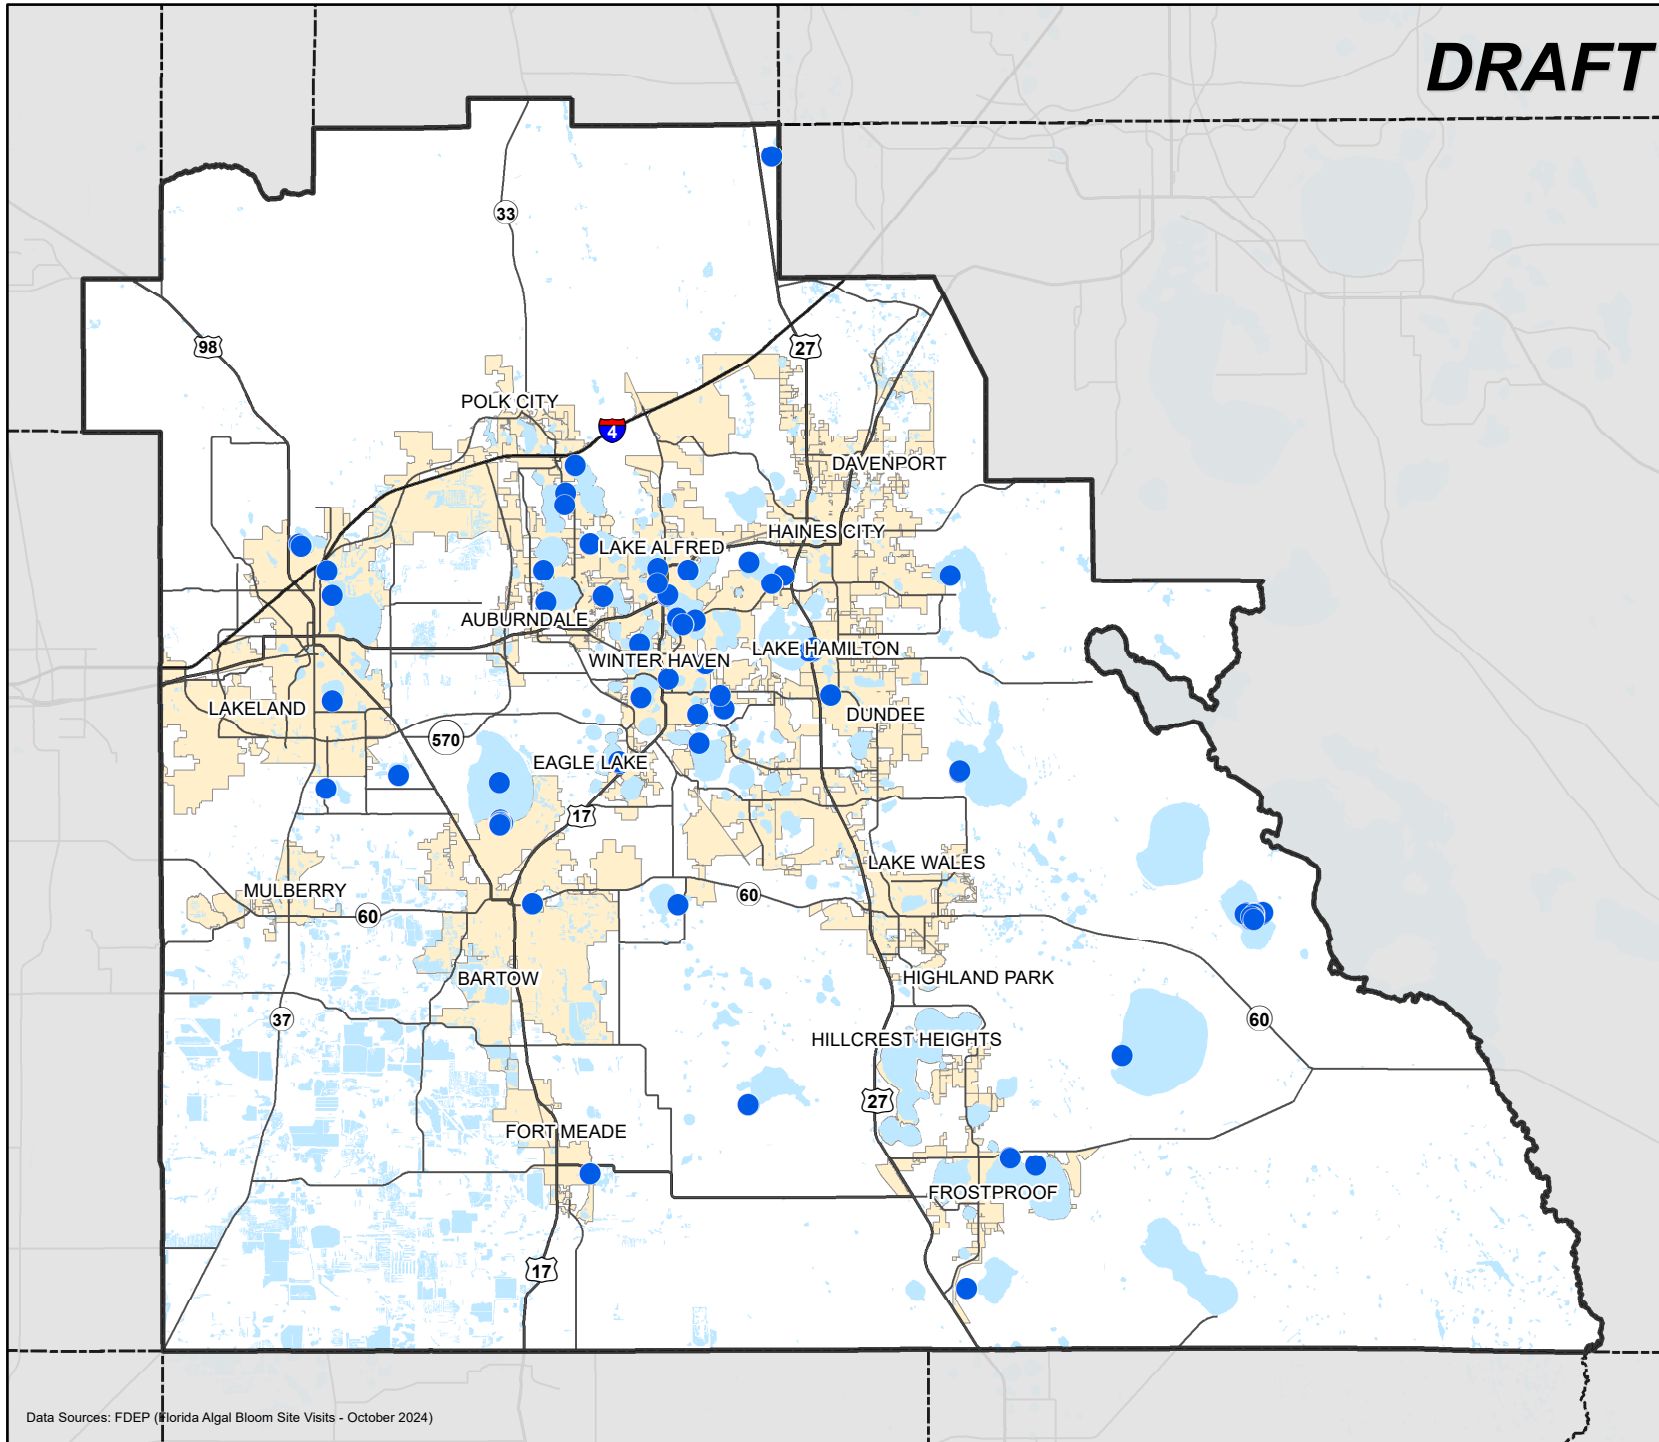 DRAFT
33
98
27
POLK CITY
4
DAVENPORT
HAINES CITY
LAKE ALFRED
AUBURNDALE
LAKE HAMILTON
WINTER HAVEN
LAKELAND
DUNDEE
570
EAGLE LAKE
17
LAKE WALES
MULBERRY
60
60
BARTOW
HIGHLAND PARK
37
60
HILLCREST HEIGHTS
27
FORT MEADE
FROSTPROOF
17
Data Sources: FDEP (Florida Algal Bloom Site Visits - October 2024)